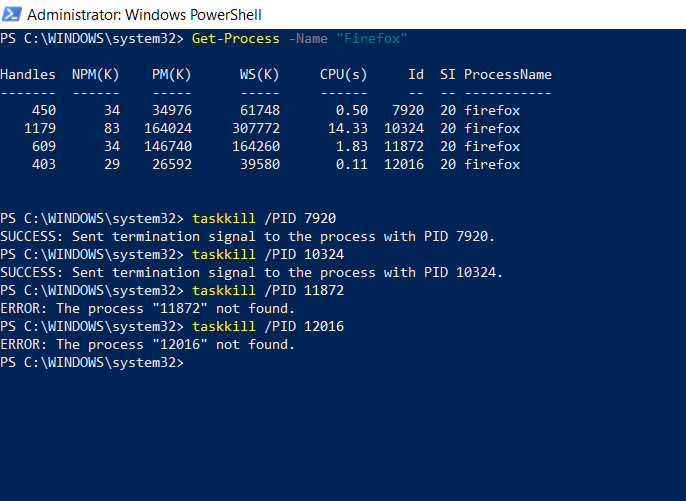 Administrator: Windows PowerShell
PS C:\WINDOWS\system32> Get-Process -Name "Firefox"
Handles  NPM(K)    PM(K)      WS(K)     CPU(s)     Id  SI ProcessName
-------  ------    -----      -----     ------     --  -- -----------
    450      34    34976      61748       0.50   7920  20 firefox
   1179      83   164024     307772      14.33  10324  20 firefox
    609      34   146740     164260       1.83  11872  20 firefox
    403      29    26592      39580       0.11  12016  20 firefox
PS C:\WINDOWS\system32> taskkill /PID 7920
SUCCESS: Sent termination signal to the process with PID 7920.
PS C:\WINDOWS\system32> taskkill /PID 10324
SUCCESS: Sent termination signal to the process with PID 10324.
PS C:\WINDOWS\system32> taskkill /PID 11872
ERROR: The process "11872" not found.
PS C:\WINDOWS\system32> taskkill /PID 12016
ERROR: The process "12016" not found.
PS C:\WINDOWS\system32>